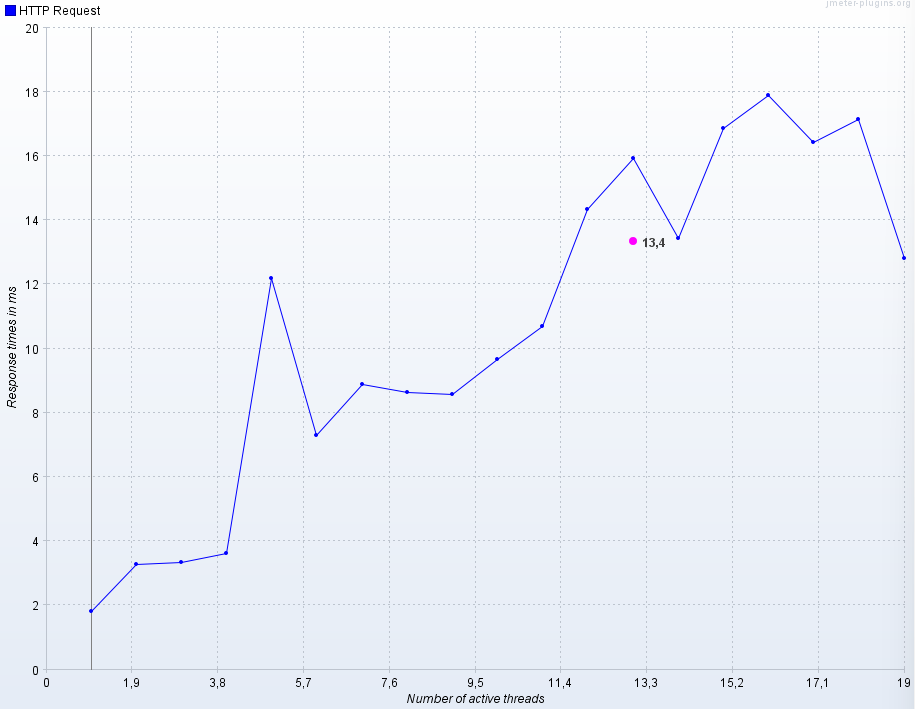 jmeter-plugins.org
HTTP Request
20
18
16
14
13,4
12
10
8
6
4
2
0
Response times in ms
0 1,9 3,8 5,7 7,6 9,5 11,4 13,3 15,2 17,1 19
Number of active threads